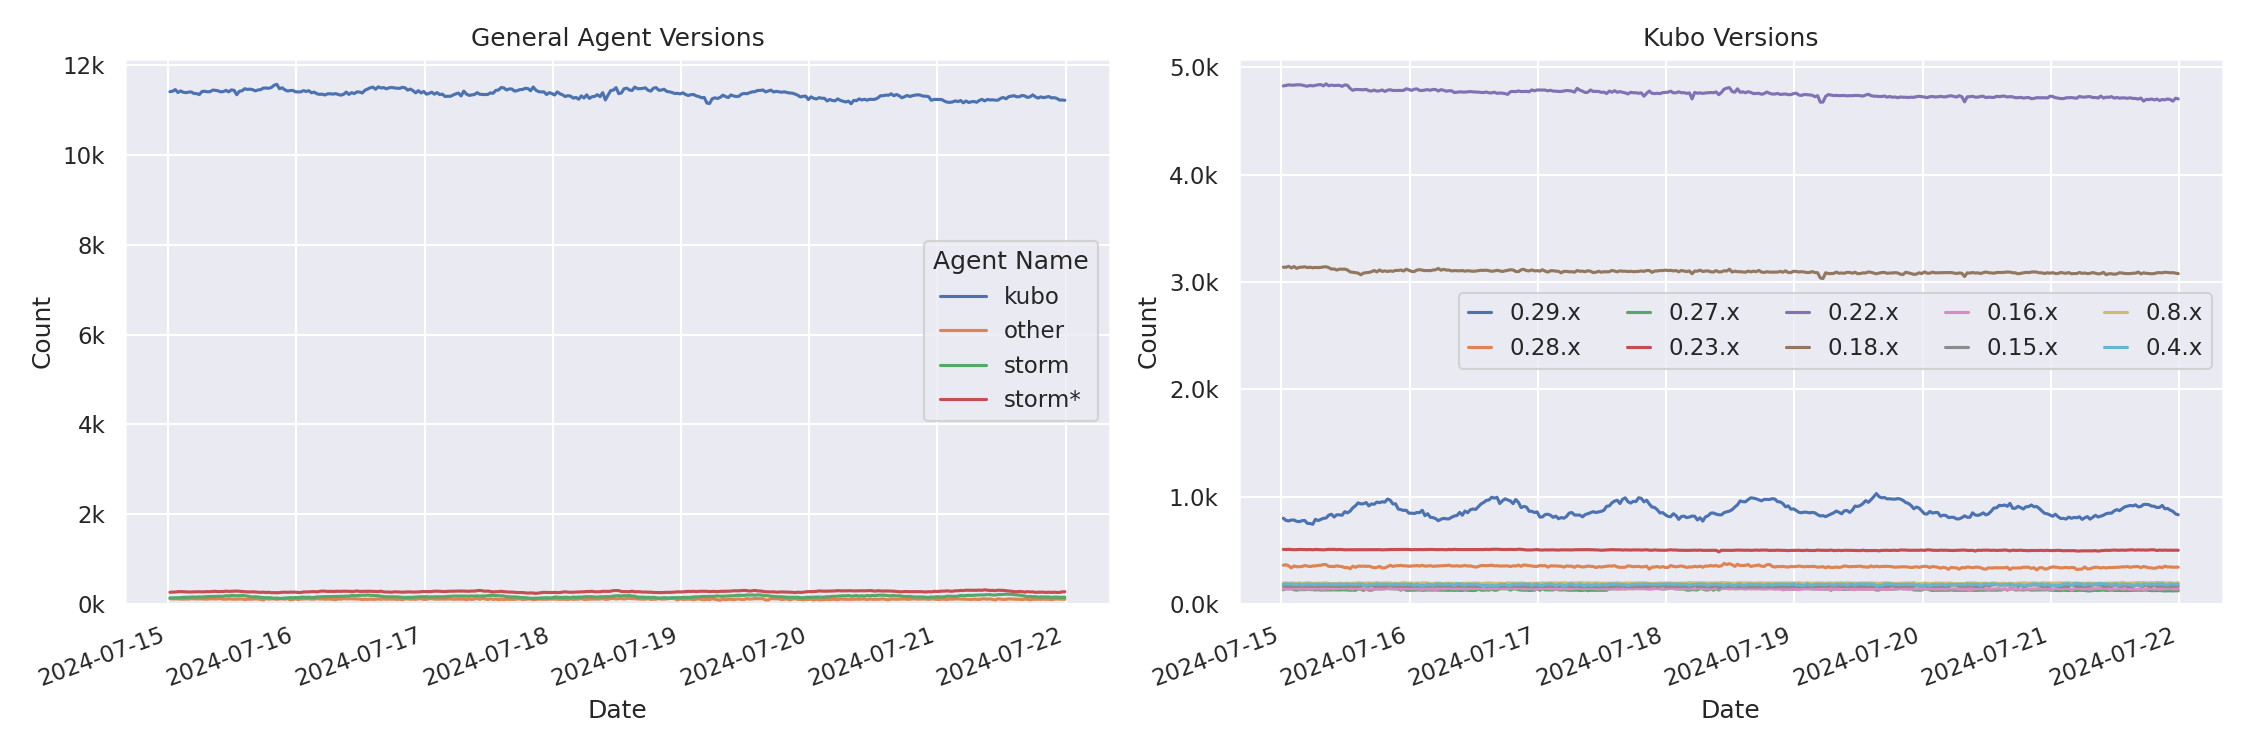 General Agent Versions
12k
10k
8k
6k
4k
2k
0k
Count
Agent Name
kubo
other
storm
storm*
2024-07-15
2024-07-16
2024-07-17
2024-07-18
2024-07-19
2024-07-20
2024-07-21
2024-07-22
Date
Kubo Versions
5.0k
4.0k
3.0k
2.0k
1.0k
0.0k
Count
0.29.x 0.27.x 0.22.x 0.16.x 0.8.x
0.28.x 0.23.x 0.18.x 0.15.x 0.4.x
2024-07-15
2024-07-16
2024-07-17
2024-07-18
2024-07-19
2024-07-20
2024-07-21
2024-07-22
Date